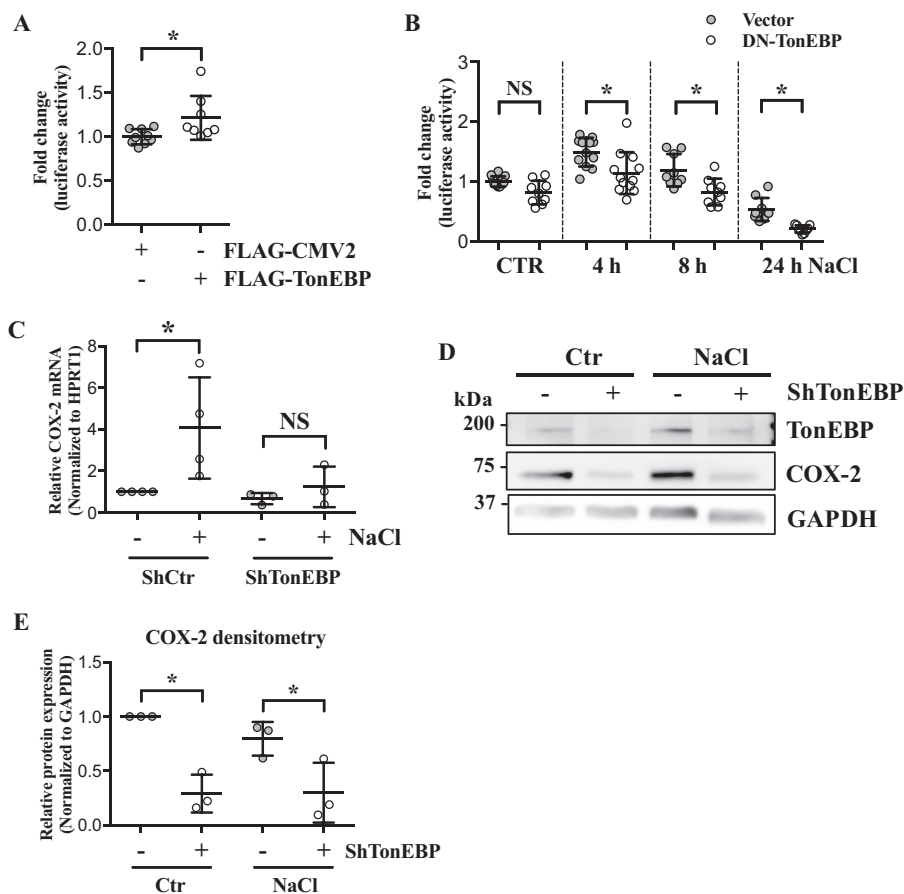 A
*
2.0
1.5
1.0
0.5
0.0
Fold change
(luciferase activity)
+ - FLAG-CMV2
- + FLAG-TonEBP
B
Vector
DN-TonEBP
NS * * *
2
1
0
Fold change
(luciferase activity)
CTR 4 h 8 h 24 h NaCl
C
*
NS
8
6
4
2
0
Relative COX-2 mRNA
(Normalized to HPRT1)
- + - + NaCl
ShCtr ShTonEBP
D
Ctr NaCl
- + - + ShTonEBP
kDa
200 TonEBP
75 COX-2
37 GAPDH
E
COX-2 densitometry
* *
1.5
1.0
0.5
0.0
Relative protein expression
(Normalized to GAPDH)
- + - + ShTonEBP
Ctr NaCl